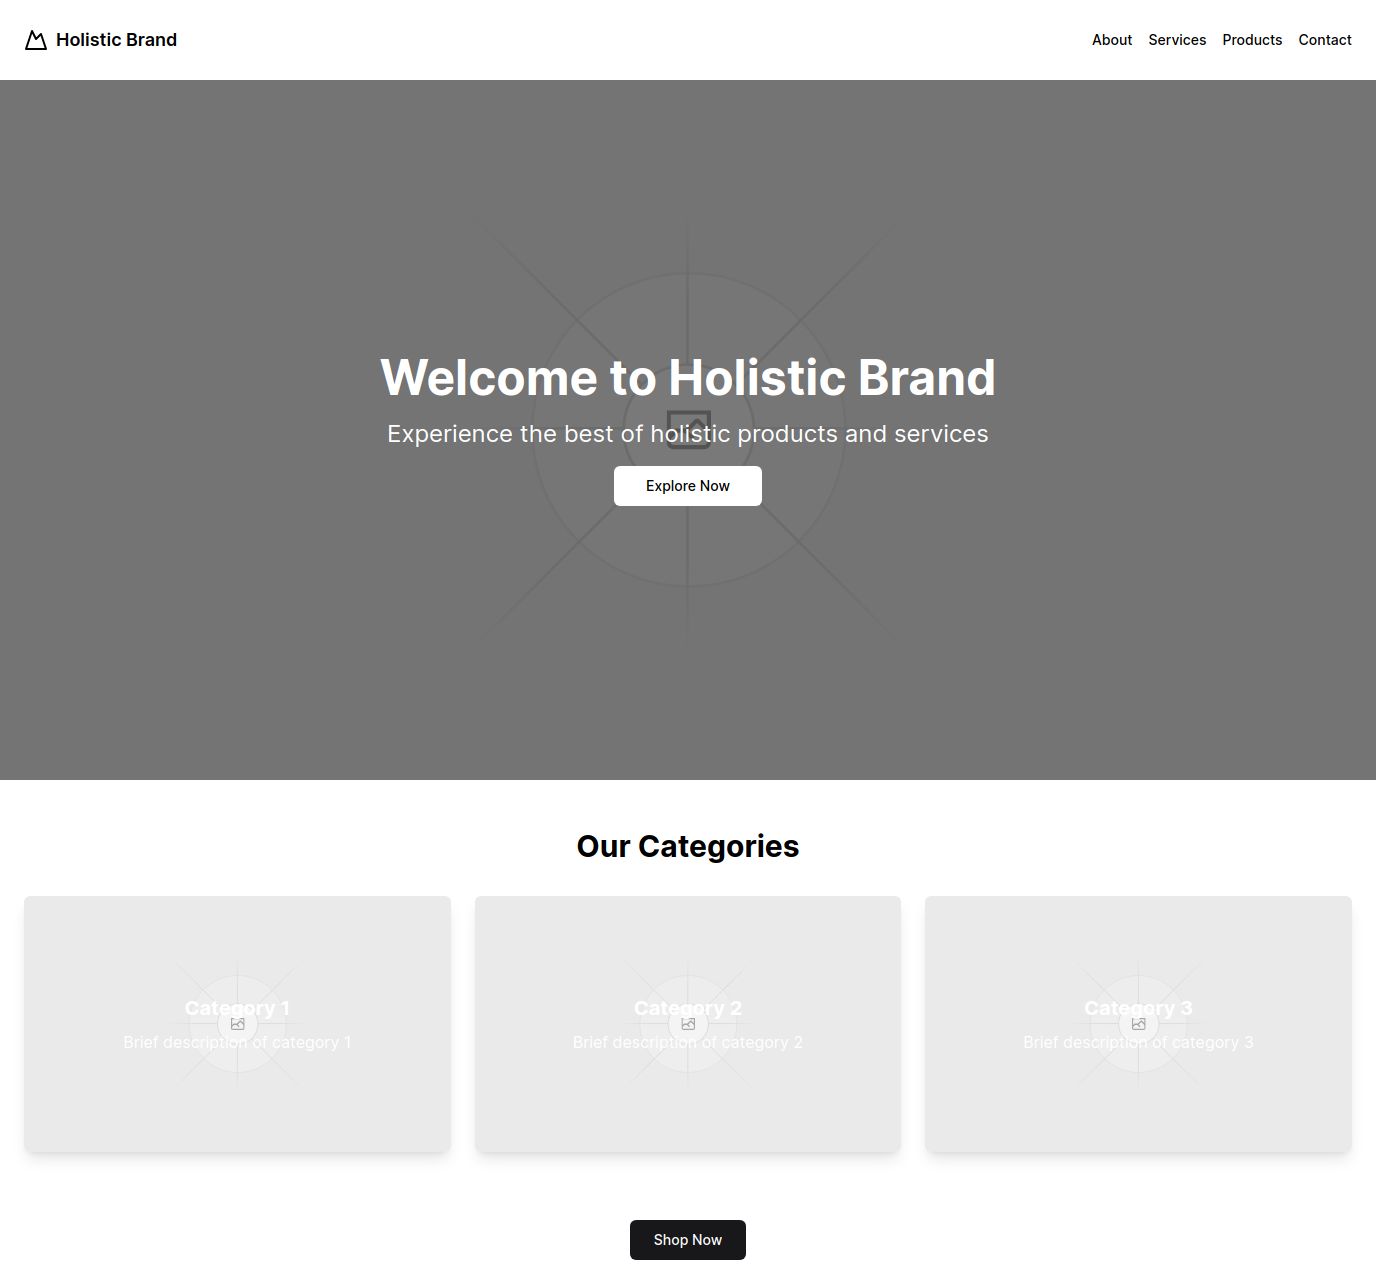 Holistic Brand
About Services Products Contact
Welcome to Holistic Brand
Experience the best of holistic products and services
Explore Now
Our Categories
Category 1
Brief description of category 1
Category 2
Brief description of category 2
Category 3
Brief description of category 3
Shop Now